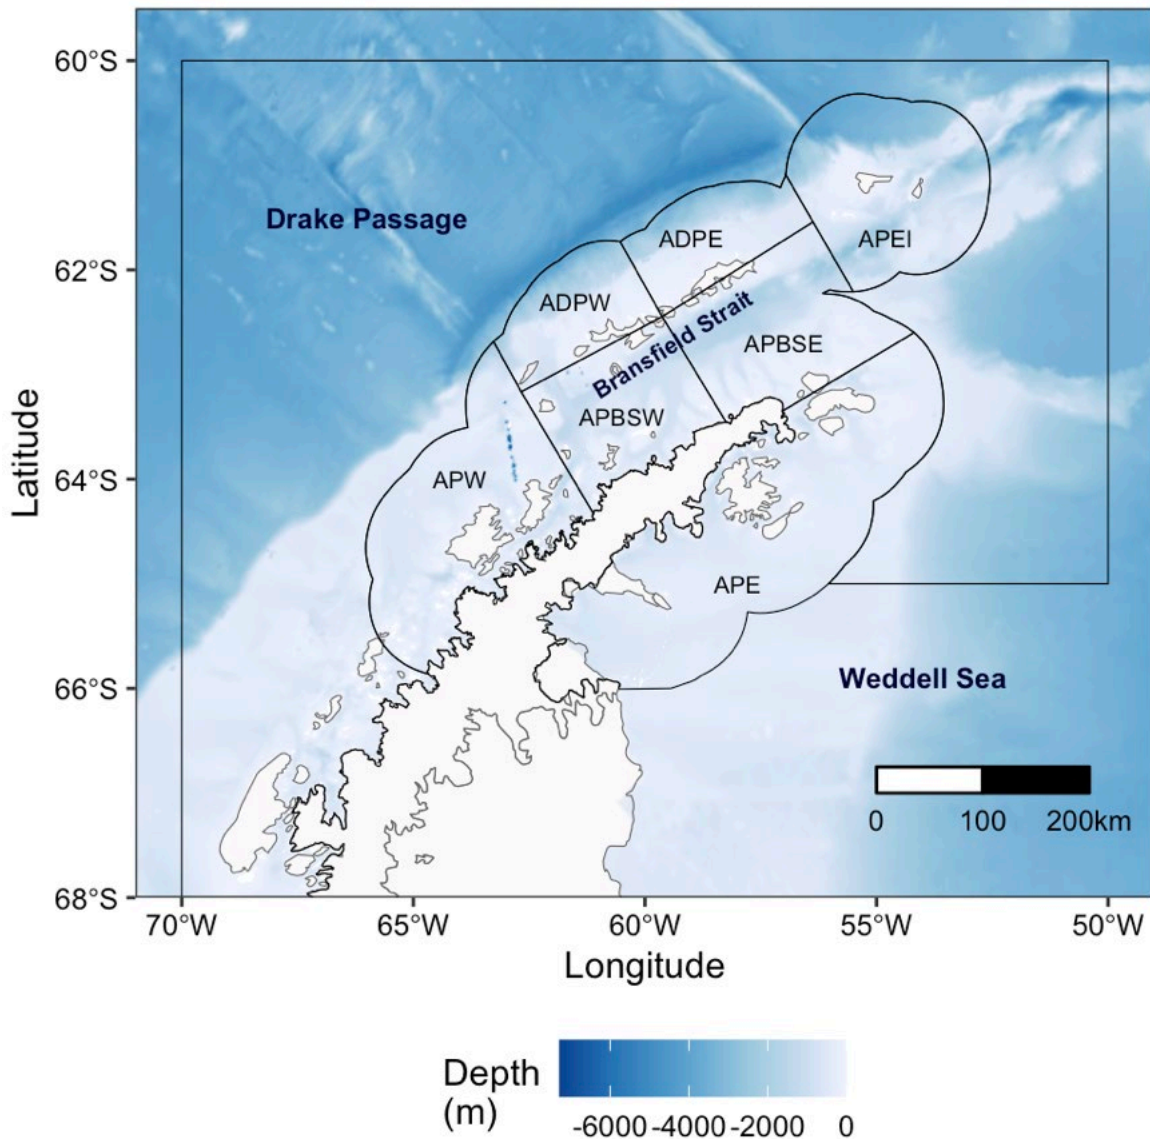 60°S
62°S
64°S
66°S
68°S
Latitude
Drake Passage
ADPE
APEI
ADPW
Bransfield Strait
APBSE
APBSW
APW
APE
Weddell Sea
0 100 200km
70°W 65°W 60°W 55°W 50°W
Longitude
Depth
(m)
-6000 -4000 -2000 0